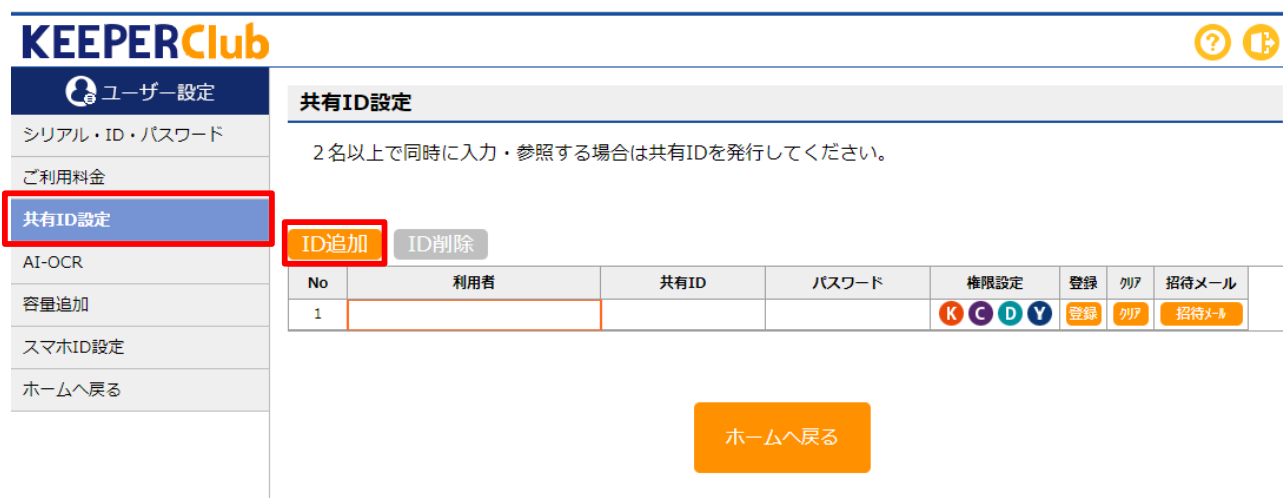 KEEPERClub
?
ユーザー設定
シリアル・ID・パスワード
ご利用料金
共有ID設定
AI-OCR
容量追加
スマホID設定
ホームへ戻る
共有ID設定
２名以上で同時に入力・参照する場合は共有IDを発行してください。
ID追加 ID削除
No 利用者 共有ID パスワード 権限設定 登録 ｸﾘｱ 招待メール
1 K C D Y 登録 ｸﾘｱ 招待ﾒｰﾙ
ホームへ戻る